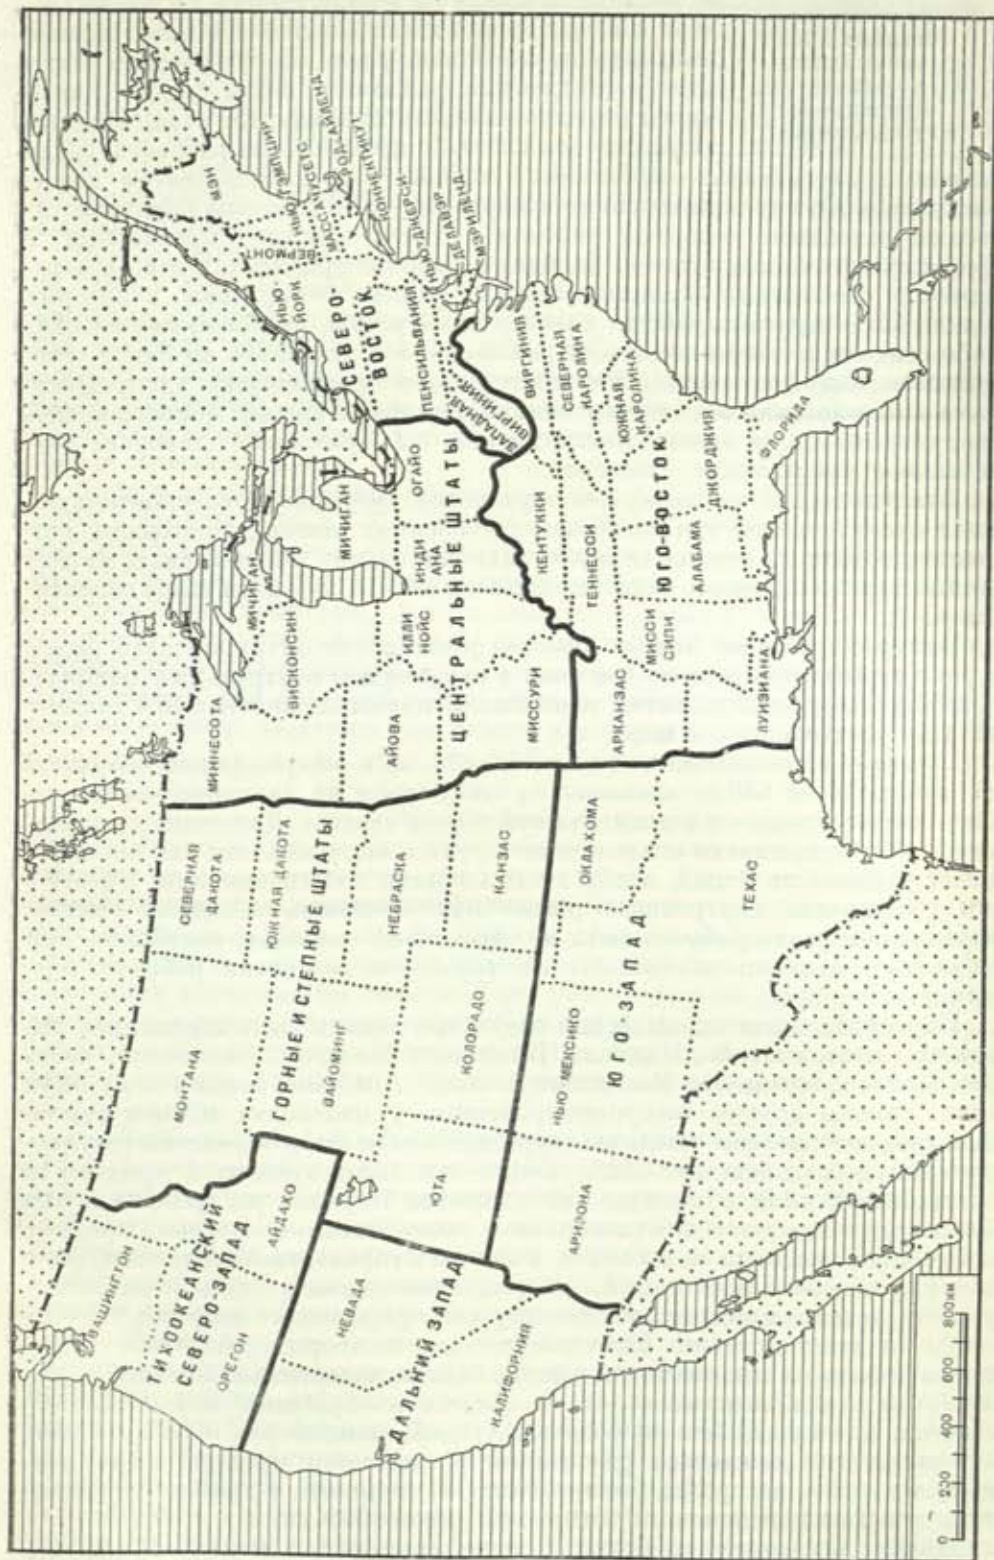 ВАШИНГТОН
ТИХООКЕАНСКИЙ
СЕВЕРО-ЗАПАД
ОРЕГОН
АЙДАХО
МОНТАНА
СЕВЕРНАЯ
ДАКОТА
ЮЖНАЯ ДАКОТА
ГОРНЫЕ И СТЕПНЫЕ ШТАТЫ
ВАЙОМИНГ
НЕБРАСКА
НЕВАДА
ДАЛЬНИЙ ЗАПАД
КАЛИФОРНИЯ
ЮТА
КОЛОРАДО
КАНЗАС
АРИЗОНА
НЬЮ-МЕКСИКО
ЮГО ЗАПАД
ОКЛАХОМА
ТЕХАС
МИННЕСОТА
ВИСКОНСИН
МИЧИГАН
МИЧИГАН
АЙОВА
ИЛЛИ
НОЙС
ИНДИ
АНА
ОГАЙО
ЦЕНТРАЛЬНЫЕ ШТАТЫ
МИССУРИ
МЭН
НЬЮ-ГЭМПШИР
ВЕРМОНТ
МАССАЧУСЕТС
РОД-АЙЛЕНД
КОННЕКТИКУТ
НЬЮ-
ЙОРК
СЕВЕРО
ВОСТОК
ПЕНСИЛЬВАНИЯ
НЬЮ-ДЖЕРСИ
ДЕЛАВЭР
МЭРИЛЕНД
ЗАПАДНАЯ
ВИРГИНИЯ
ВИРГИНИЯ
КЕНТУККИ
СЕВЕРНАЯ
КАРОЛИНА
ТЕННЕССИ
ЮЖНАЯ
КАРОЛИНА
ЮГО-ВОСТОК
АРКАНЗАС
МИССИ
СИПИ
АЛАБАМА
ДЖОРДЖИЯ
ЛУИЗИАНА
ФЛОРИДА
0 200 400 600 800 км